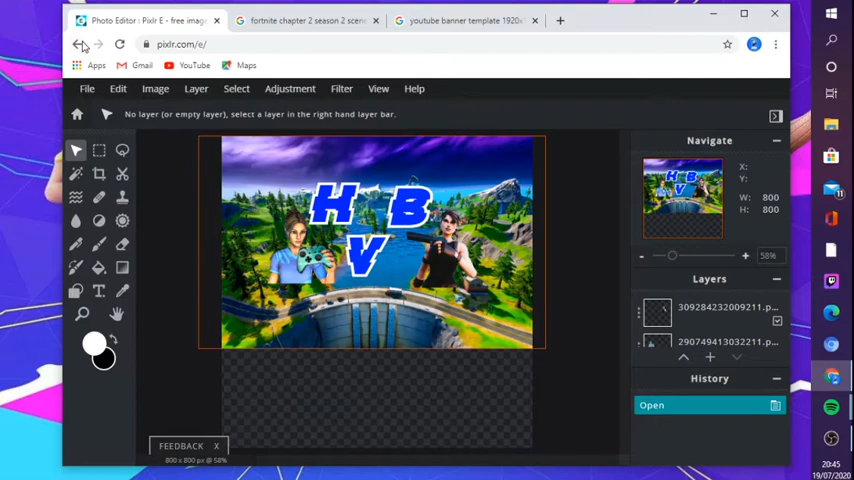 Photo Editor : Pixlr E - free image
fortnite chapter 2 season 2 scene
youtube banner template 1920x1
pixlr.com/e/
Apps
Gmail
YouTube
Maps
File
Edit
Image
Layer
Select
Adjustment
Filter
View
Help
No layer (or empty layer), select a layer in the right hand layer bar.
Navigate
H B
V
X:
Y:
W: 800
H: 800
58%
Layers
309284232009211.p...
290749413032211.p...
History
Open
FEEDBACK X
800 x 800 px @ 58%
11
20:45
19/07/2020